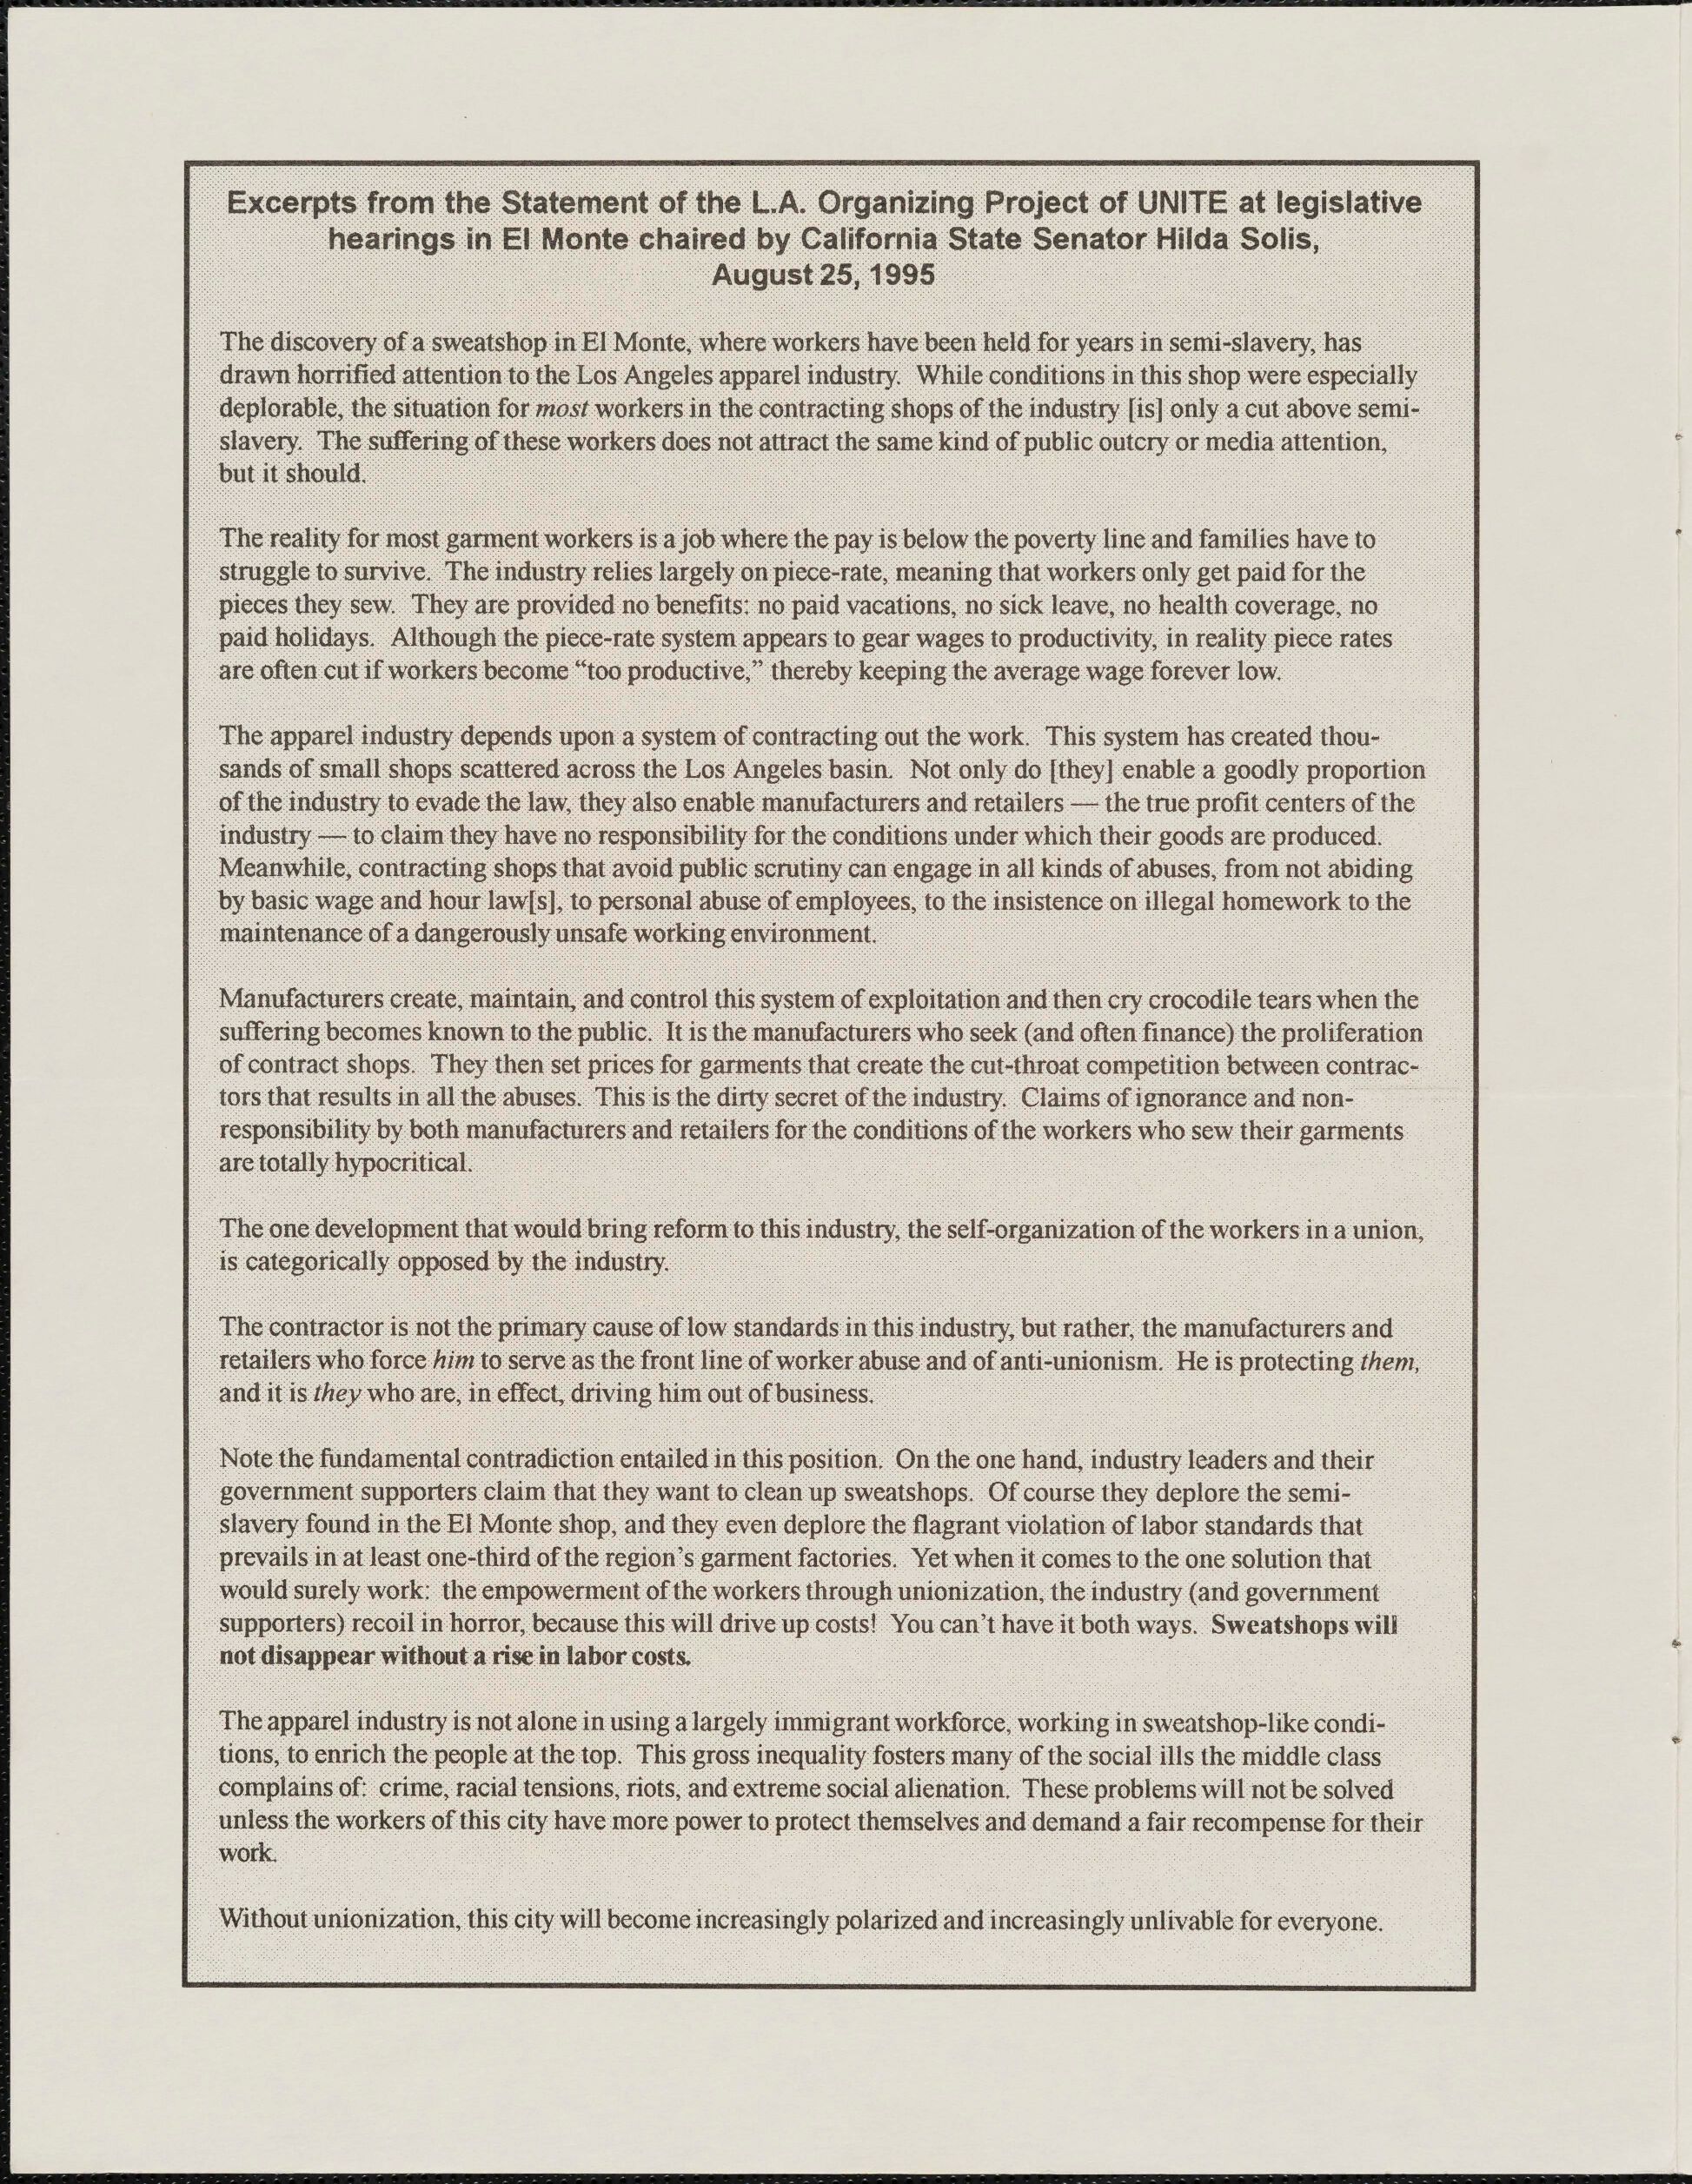 Excerpts from the Statement of the L.A. Organizing Project of UNITE at legislative
hearings in El Monte chaired by California State Senator Hilda Solis,
August 25, 1995
The discovery of a sweatshop in El Monte, where workers have been held for years in semi-slavery, has
drawn horrified attention to the Los Angeles apparel industry. While conditions in this shop were especially
deplorable, the situation for most workers in the contracting shops of the industry [is] only a cut above semi-
slavery. The suffering of these workers does not attract the same kind of public outcry or media attention,
but it should.
The reality for most garment workers is a job where the pay is below the poverty line and families have to
struggle to survive. The industry relies largely on piece-rate, meaning that workers only get paid for the
pieces they sew. They are provided no benefits: no paid vacations, no sick leave, no health coverage, no
paid holidays. Although the piece-rate system appears to gear wages to productivity, in reality piece rates
are often cut if workers become “too productive,” thereby keeping the average wage forever low.
The apparel industry depends upon a system of contracting out the work. This system has created thou-
sands of small shops scattered across the Los Angeles basin. Not only do [they] enable a goodly proportion
of the industry to evade the law, they also enable manufacturers and retailers — the true profit centers of the
industry — to claim they have no responsibility for the conditions under which their goods are produced.
Meanwhile, contracting shops that avoid public scrutiny can engage in all kinds of abuses, from not abiding
by basic wage and hour law[s], to personal abuse of employees, to the insistence on illegal homework to the
maintenance of a dangerously unsafe working environment.
Manufacturers create, maintain, and control this system of exploitation and then cry crocodile tears when the
suffering becomes known to the public. It is the manufacturers who seek (and often finance) the proliferation
of contract shops. They then set prices for garments that create the cut-throat competition between contrac-
tors that results in all the abuses. This is the dirty secret of the industry. Claims of ignorance and non-
responsibility by both manufacturers and retailers for the conditions of the workers who sew their garments
are totally hypocritical.
The one development that would bring reform to this industry, the self-organization of the workers in a union,
is categorically opposed by the industry.
The contractor is not the primary cause of low standards in this industry, but rather, the manufacturers and
retailers who force him to serve as the front line of worker abuse and of anti-unionism. He is protecting them,
and it is they who are, in effect, driving him out of business.
Note the fundamental contradiction entailed in this position. On the one hand, industry leaders and their
government supporters claim that they want to clean up sweatshops. Of course they deplore the semi-
slavery found in the El Monte shop, and they even deplore the flagrant violation of labor standards that
prevails in at least one-third of the region’s garment factories. Yet when it comes to the one solution that
would surely work: the empowerment of the workers through unionization, the industry (and government
supporters) recoil in horror, because this will drive up costs! You can’t have it both ways. Sweatshops will
not disappear without a rise in labor costs.
The apparel industry is not alone in using a largely immigrant workforce, working in sweatshop-like condi-
tions, to enrich the people at the top. This gross inequality fosters many of the social ills the middle class
complains of: crime, racial tensions, riots, and extreme social alienation. These problems will not be solved
unless the workers of this city have more power to protect themselves and demand a fair recompense for their
work.
Without unionization, this city will become increasingly polarized and increasingly unlivable for everyone.